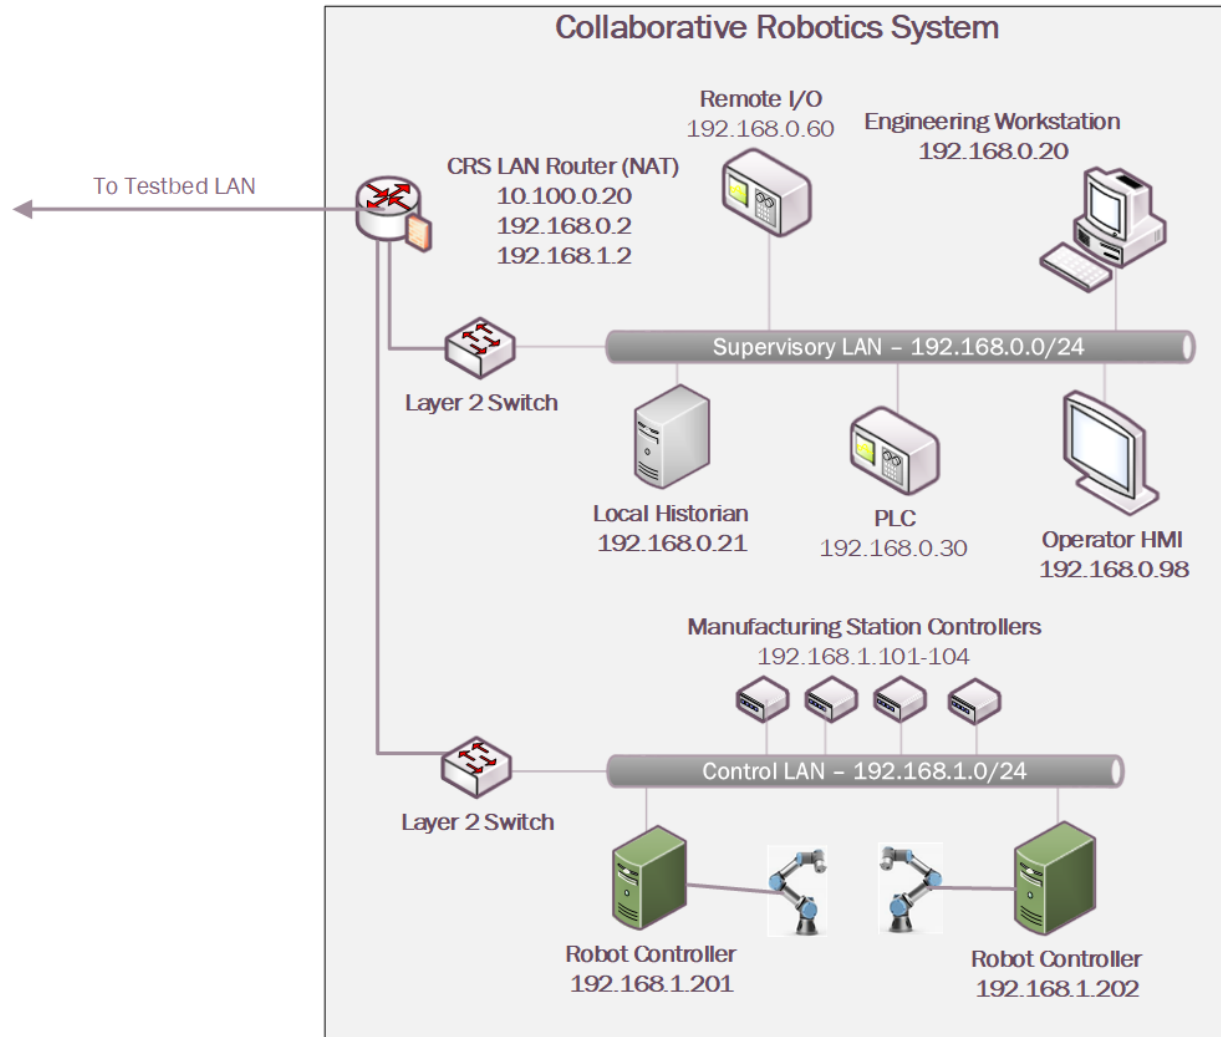 Collaborative Robotics System
Remote I/O
192.168.0.60
Engineering Workstation
192.168.0.20
CRS LAN Router (NAT)
10.100.0.20
192.168.0.2
192.168.1.2
To Testbed LAN
Supervisory LAN – 192.168.0.0/24
Layer 2 Switch
Local Historian
192.168.0.21
PLC
192.168.0.30
Operator HMI
192.168.0.98
Manufacturing Station Controllers
192.168.1.101-104
Control LAN – 192.168.1.0/24
Layer 2 Switch
Robot Controller
192.168.1.201
Robot Controller
192.168.1.202